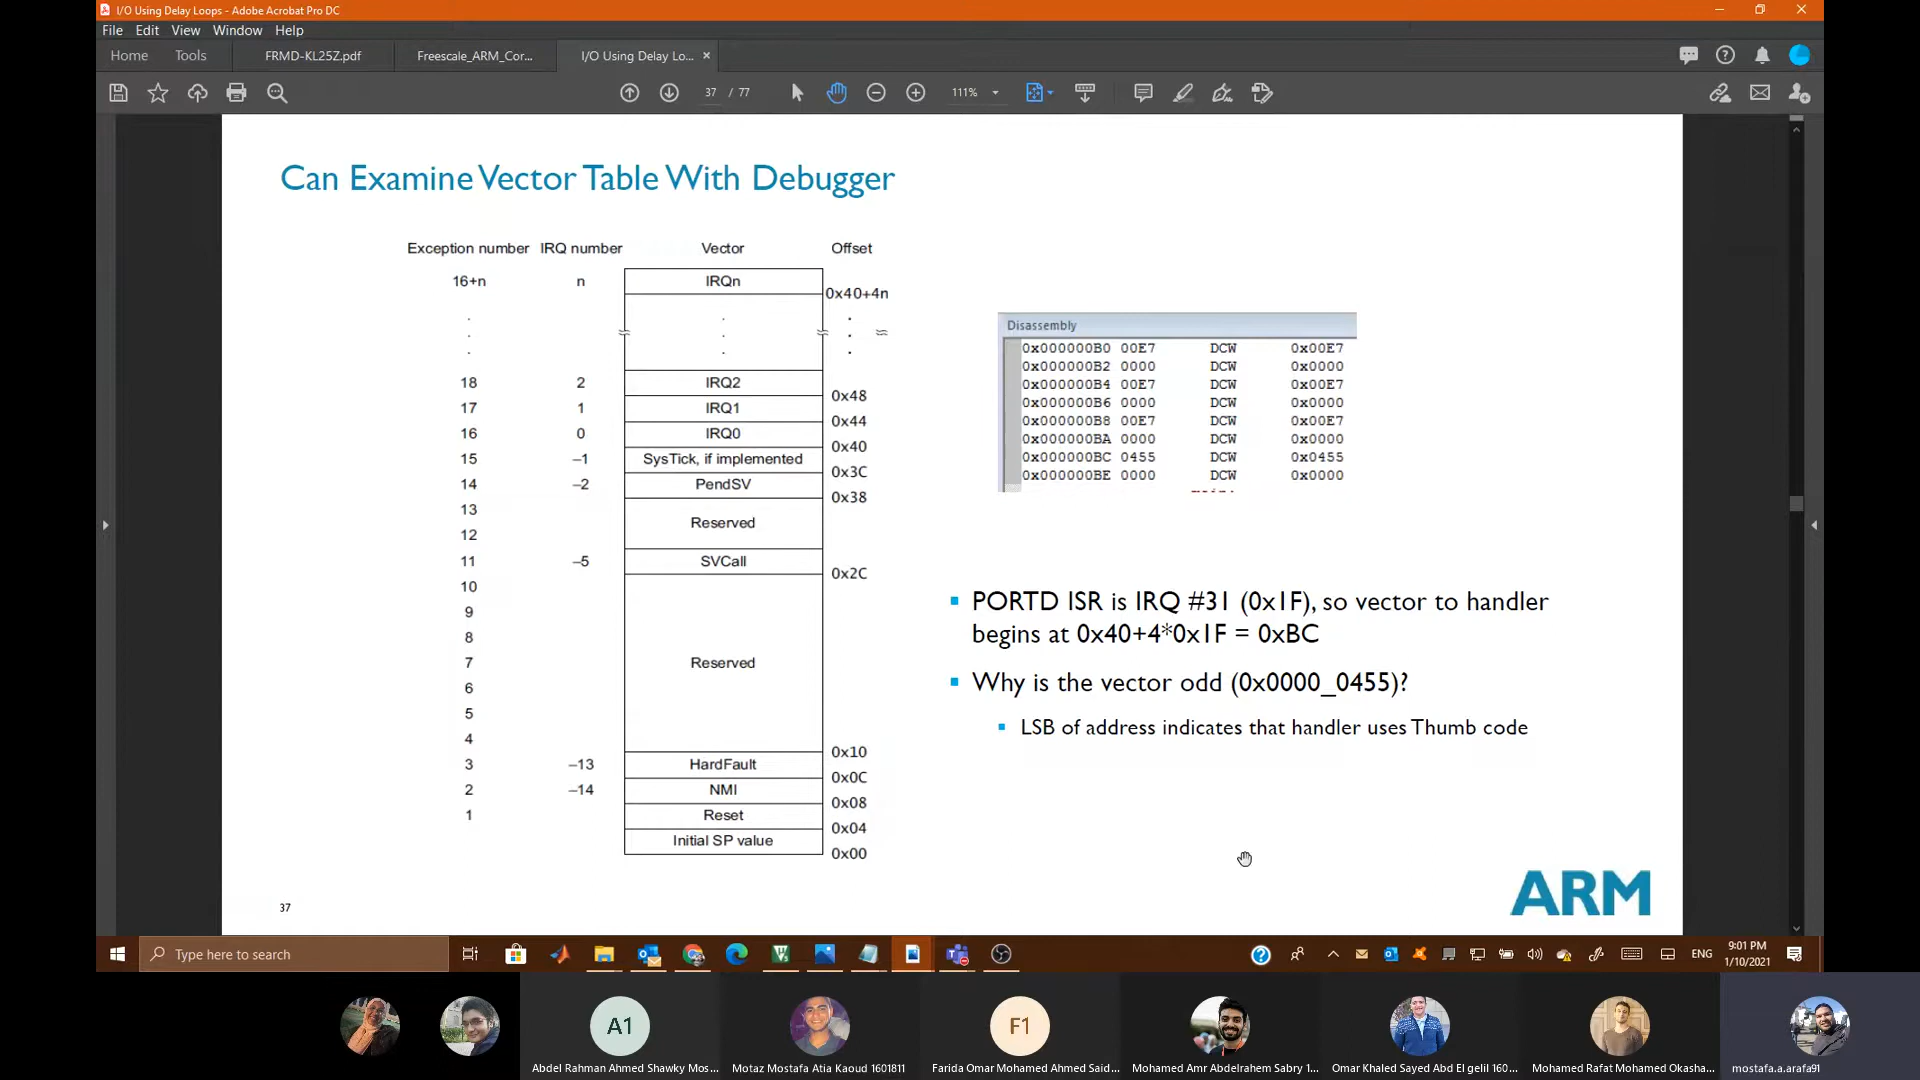 I/O Using Delay Loops - Adobe Acrobat Pro DC
File Edit View Window Help
Home Tools FRMD-KL25Z.pdf Freescale_ARM_Cor... I/O Using Delay Lo... ×
37 / 77 111%
Can Examine Vector Table With Debugger
Exception number IRQ number Vector Offset
16+n n IRQn
0x40+4n
18 2 IRQ2
0x48
17 1 IRQ1
0x44
16 0 IRQ0
0x40
15 –1 SysTick, if implemented
0x3C
14 –2 PendSV
0x38
13
Reserved
12
11 –5 SVCall
0x2C
10
9
8
7 Reserved
6
5
4
0x10
3 –13 HardFault
0x0C
2 –14 NMI
0x08
1 Reset
0x04
Initial SP value
0x00
Disassembly
0x000000B0 00E7 DCW 0x00E7
0x000000B2 0000 DCW 0x0000
0x000000B4 00E7 DCW 0x00E7
0x000000B6 0000 DCW 0x0000
0x000000B8 00E7 DCW 0x00E7
0x000000BA 0000 DCW 0x0000
0x000000BC 0455 DCW 0x0455
0x000000BE 0000 DCW 0x0000
PORTD ISR is IRQ #31 (0x1F), so vector to handler
begins at 0x40+4*0x1F = 0xBC
Why is the vector odd (0x0000_0455)?
LSB of address indicates that handler uses Thumb code
37
ARM
Type here to search
ENG
9:01 PM
1/10/2021
A1
F1
Abdel Rahman Ahmed Shawky Mos...
Motaz Mostafa Atia Kaoud 1601811
Farida Omar Mohamed Ahmed Said...
Mohamed Amr Abdelrahem Sabry 1...
Omar Khaled Sayed Abd El gelil 160...
Mohamed Rafat Mohamed Okasha...
mostafa.a.arafa91